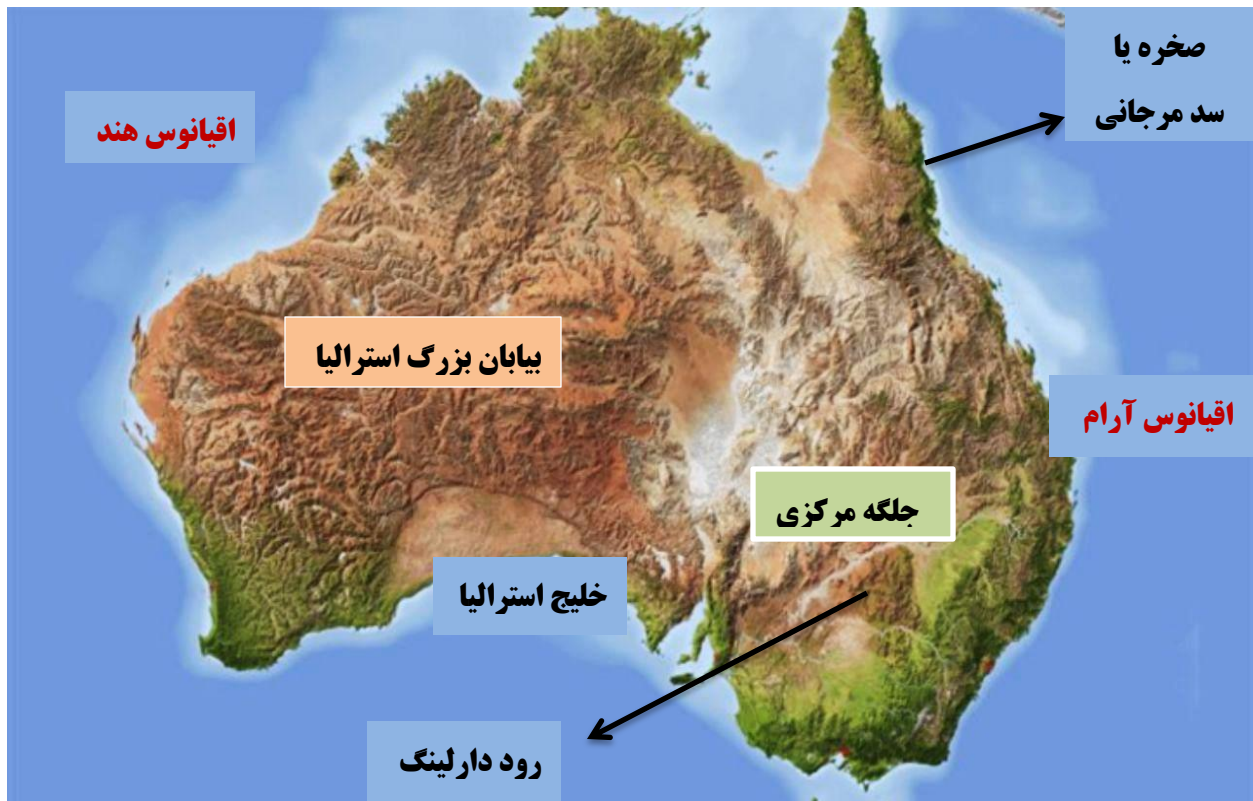 صخره یا
سد مرجانی
اقیانوس هند
بیابان بزرگ استرالیا
اقیانوس آرام
جلگه مرکزی
خلیج استرالیا
رود دارلینگ